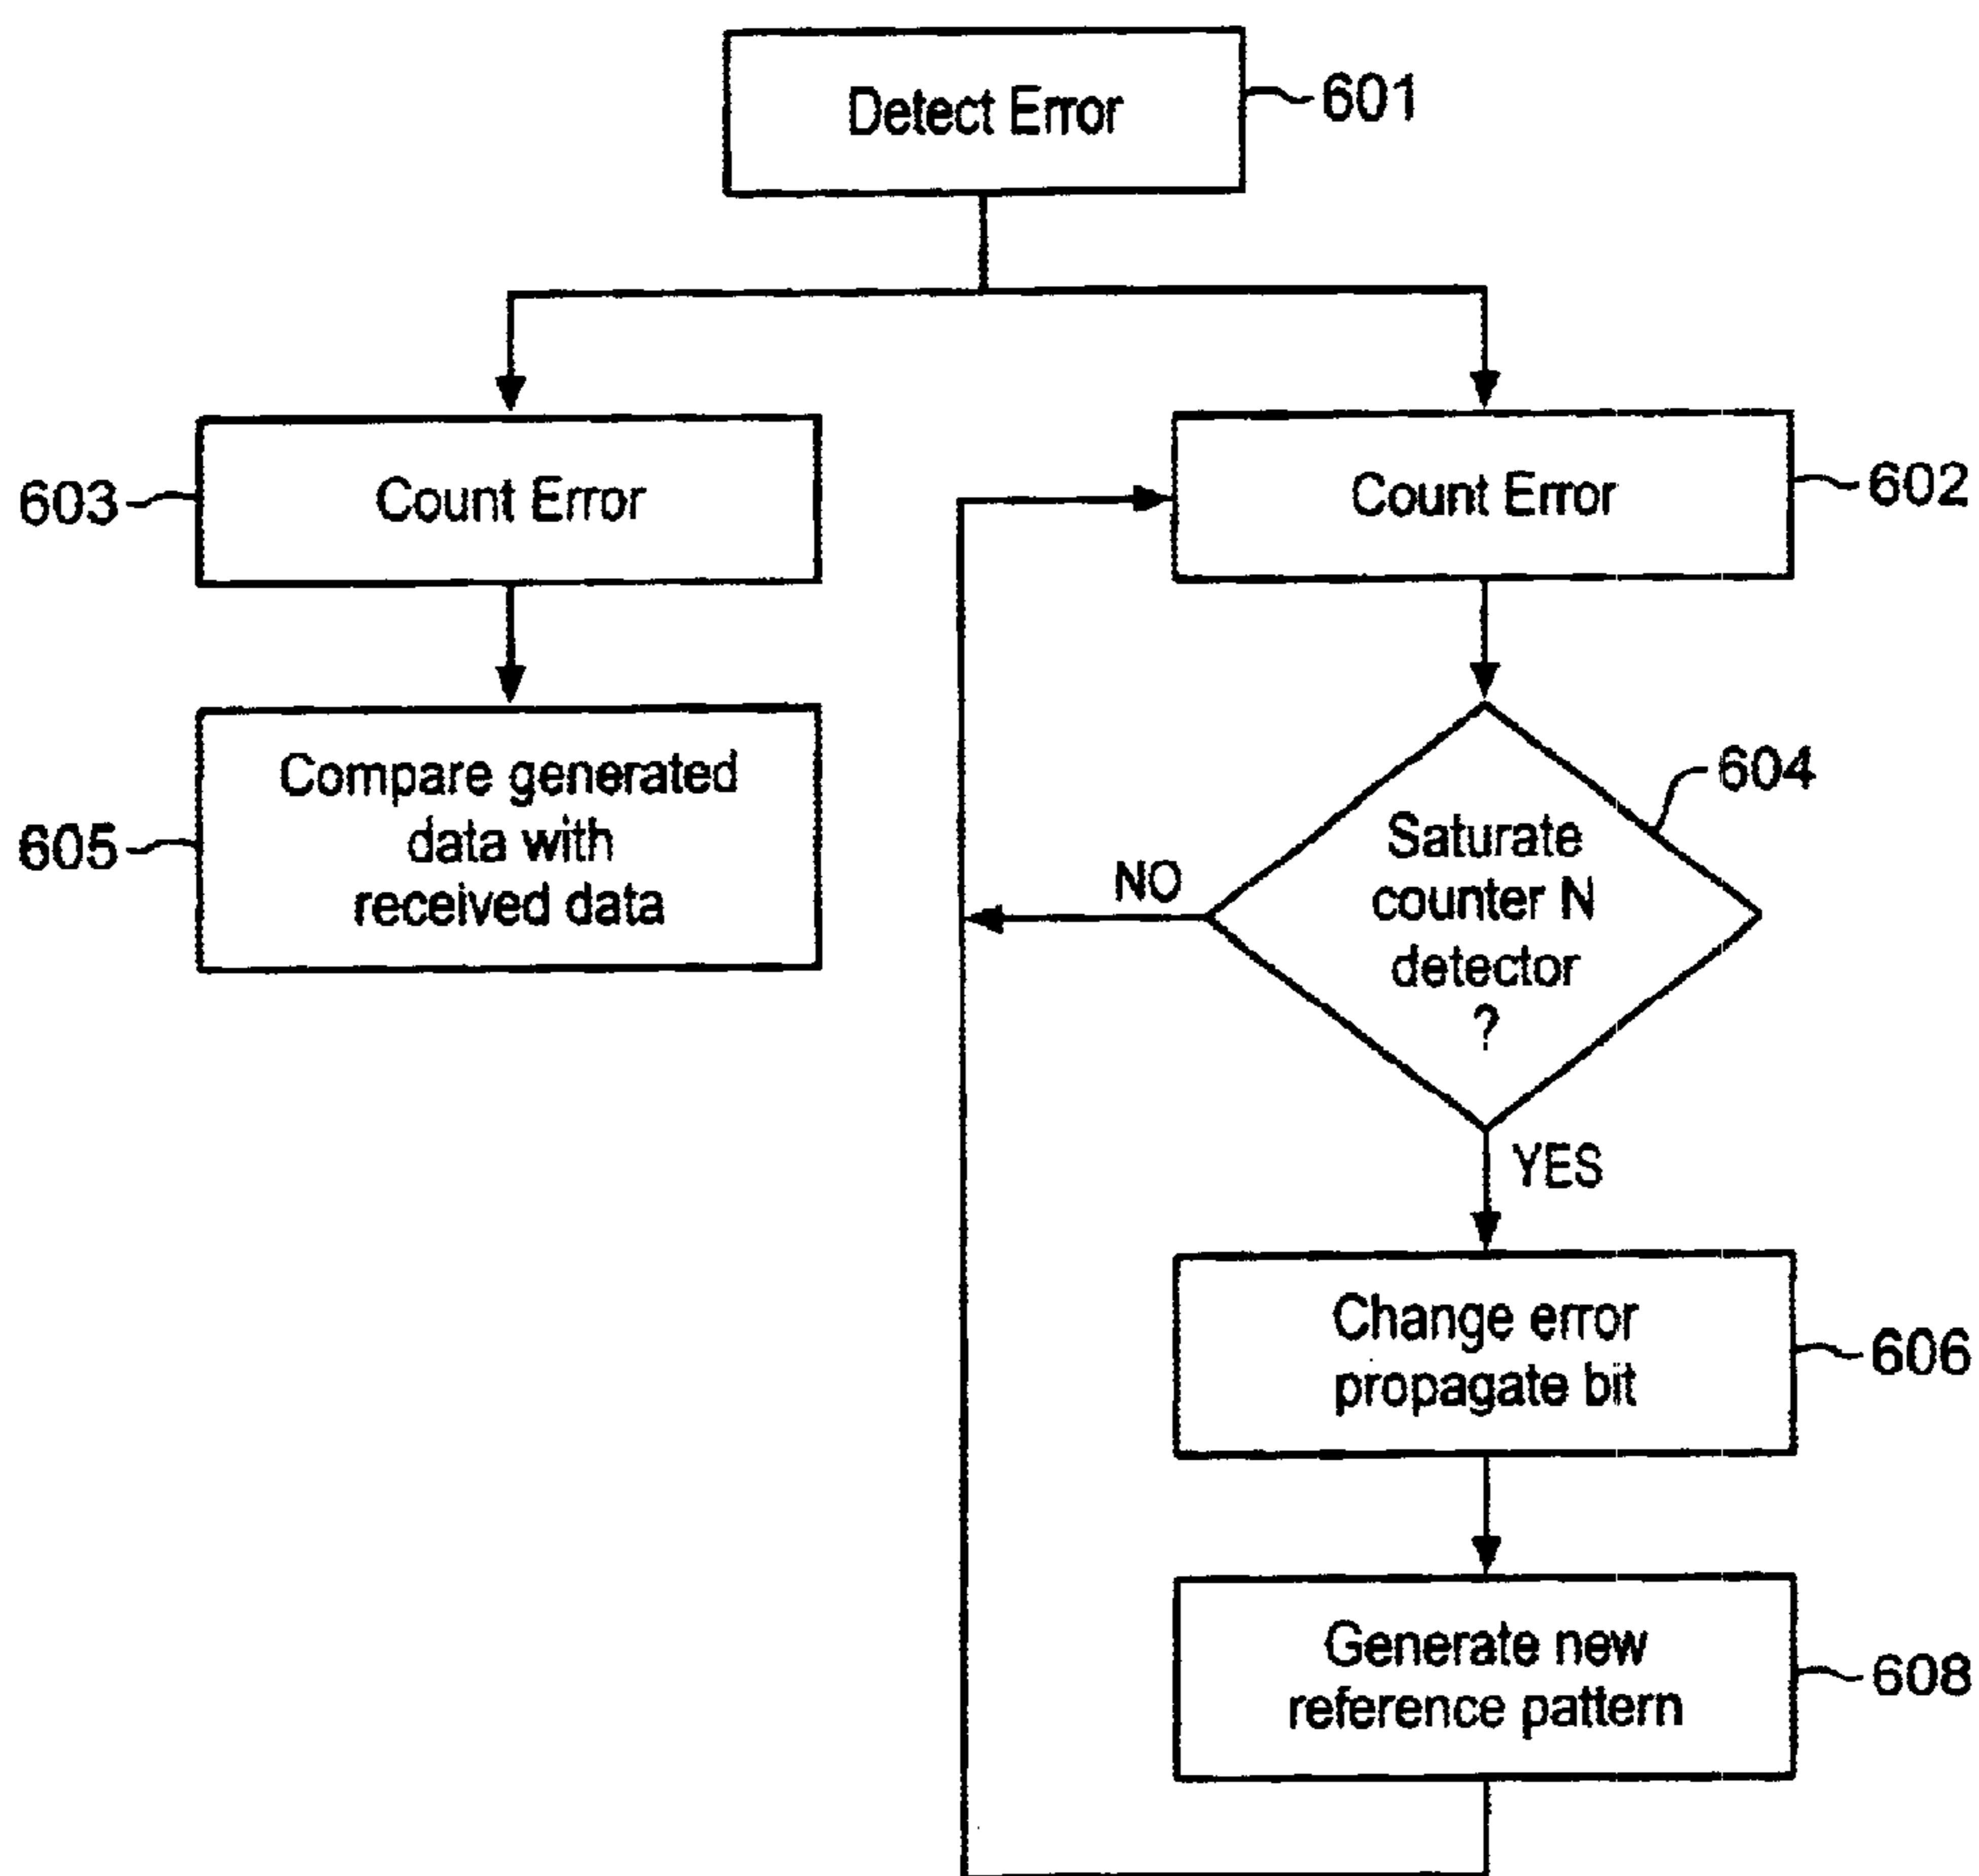 Detect Error
601
Count Error
603
Count Error
602
Compare generated
data with
received data
605
Saturate
counter N
detector
?
604
NO
YES
Change error
propagate bit
606
Generate new
reference pattern
608